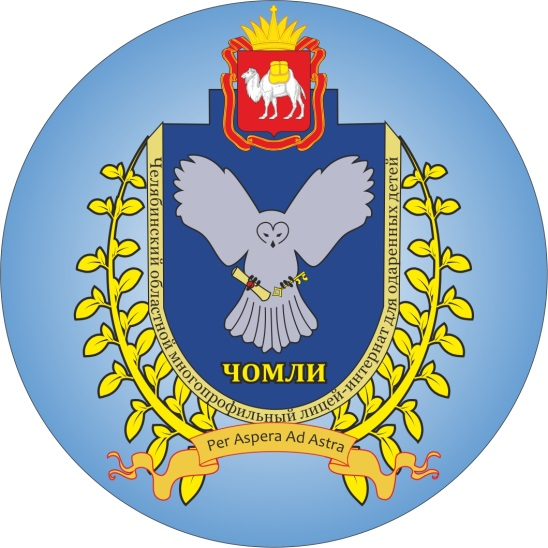 Челябинский областной многопрофильный лицей-интернат для одаренных детей
ЧОМЛИ
Per Aspera Ad Astra